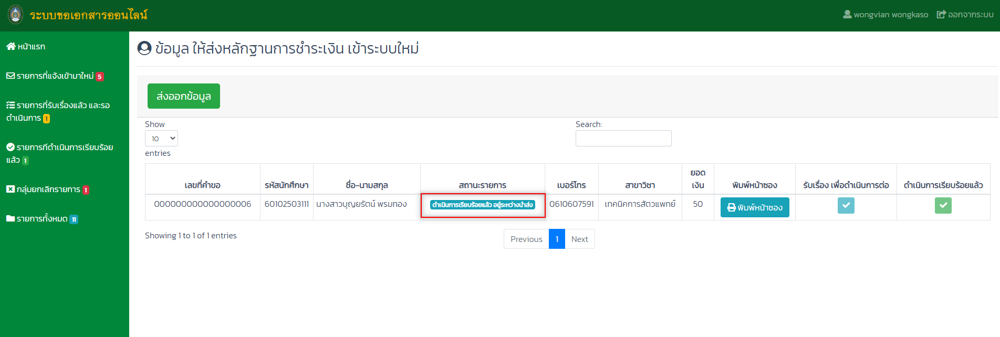 ระบบขอเอกสารออนไลน์
wongvian wongkaso
ออกจากระบบ
หน้าแรก
รายการที่แจ้งเข้ามาใหม่ 5
รายการที่รับเรื่องแล้ว และรอ
ดำเนินการ 1
รายการที่ดำเนินการเรียบร้อย
แล้ว 1
กลุ่มยกเลิกรายการ 1
รายการทั้งหมด 11
ข้อมูล ให้ส่งหลักฐานการชำระเงิน เข้าระบบใหม่
ส่งออกข้อมูล
Show
10
entries
Search:
เลขที่คำขอ รหัสนักศึกษา ชื่อ-นามสกุล สถานะรายการ เบอร์โทร สาขาวิชา ยอด
เงิน พิมพ์หน้าซอง รับเรื่อง เพื่อดำเนินการต่อ ดำเนินการเรียบร้อยแล้ว
000000000000000006 60102503111 นางสาวบุญยรัตน์ พรมทอง ดำเนินการเรียบร้อยแล้ว อยู่ระหว่างนำส่ง 0610607591 เทคนิคการสัตวแพทย์ 50 พิมพ์หน้าซอง
Showing 1 to 1 of 1 entries
Previous 1 Next